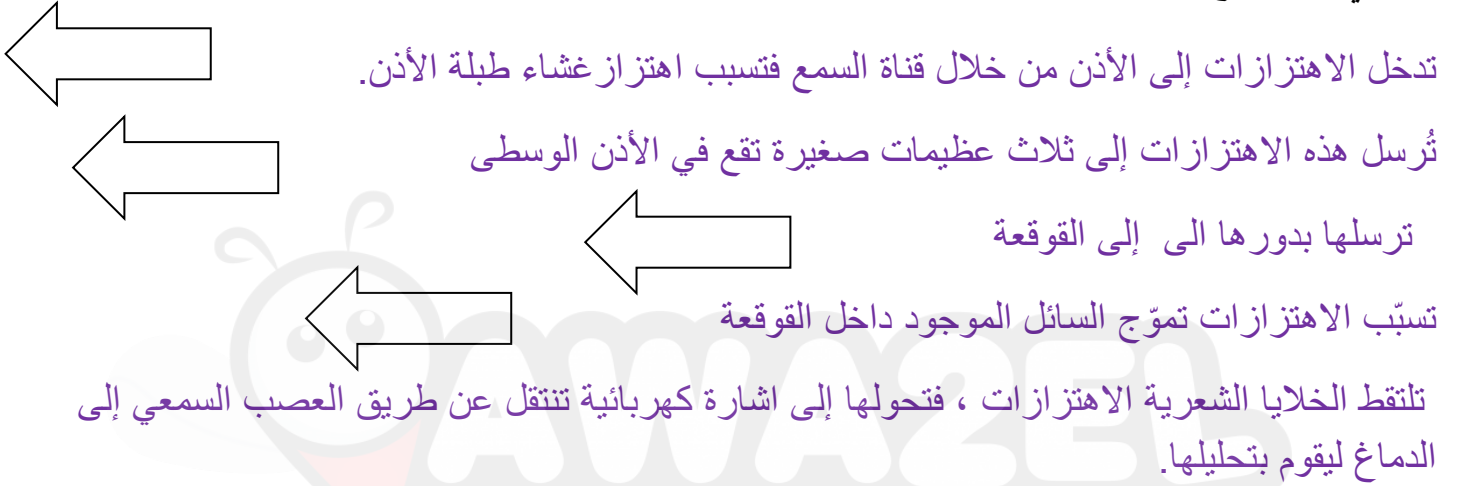 تدخل الاهتزازات إلى الأذن من خلال قناة السمع فتسبب اهتزازغشاء طبلة الأذن.
تُرسل هذه الاهتزازات إلى ثلاث عظيمات صغيرة تقع في الأذن الوسطى
ترسلها بدورها الى إلى القوقعة
تسبّب الاهتزازات تموّج السائل الموجود داخل القوقعة
تلتقط الخلايا الشعرية الاهتزازات ، فتحولها إلى اشارة كهربائية تنتقل عن طريق العصب السمعي إلى
الدماغ ليقوم بتحليلها.
AWA2EL